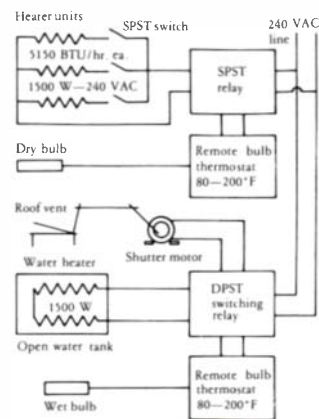 Heater units
SPST switch
240 VAC
line
5150 BTU/hr. ea.
1500 W—240 VAC
SPST
relay
Dry bulb
Remote bulb
thermostat
80—200°F
Roof vent
Water heater
Shutter motor
1500 W
DPST
switching
relay
Open water tank
Remote bulb
thermostat
80—200°F
Wet bulb